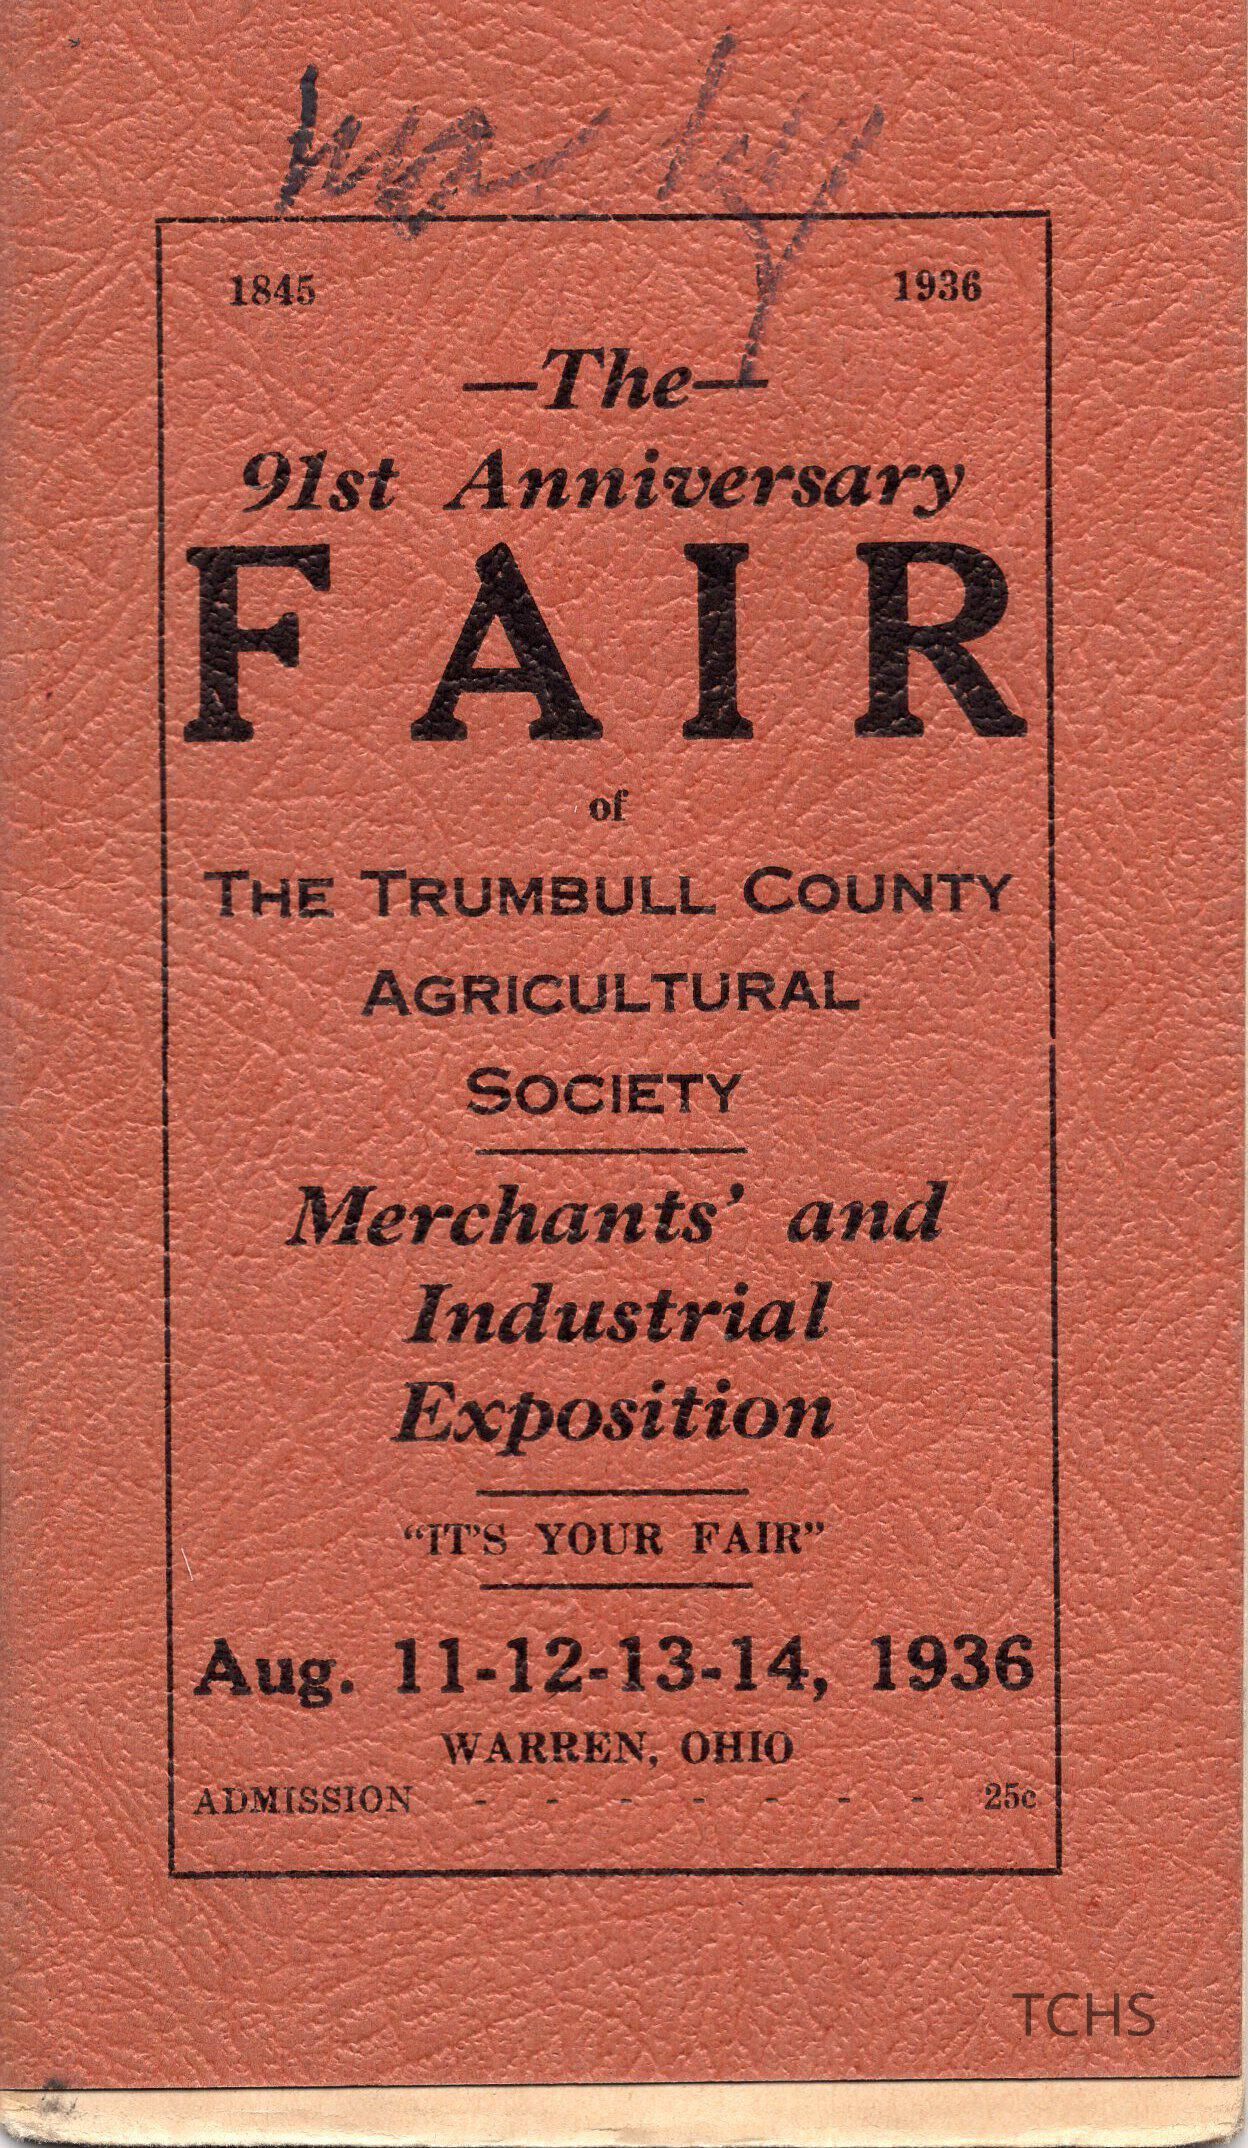 1845 1936
—The—
91st Anniversary
FAIR
of
THE TRUMBULL COUNTY
AGRICULTURAL
SOCIETY
Merchants' and
Industrial
Exposition
"IT'S YOUR FAIR"
Aug. 11-12-13-14, 1936
WARREN, OHIO
ADMISSION - - - - - - - 25c
TCHS